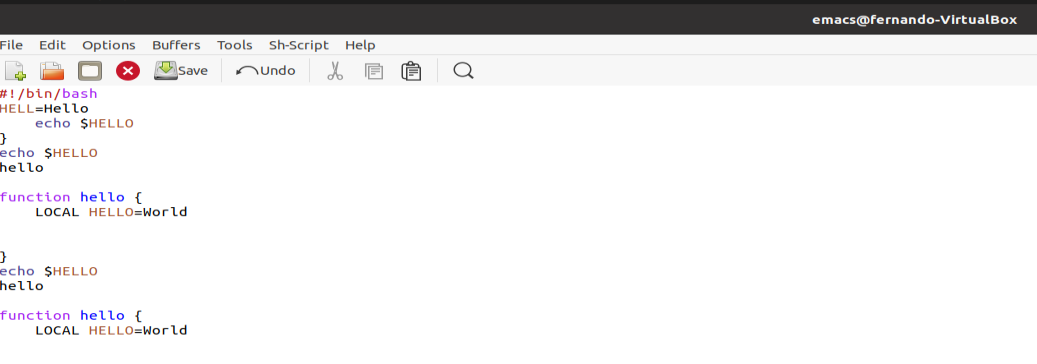 emacs@fernando-VirtualBox
File Edit Options Buffers Tools Sh-Script Help
Save Undo
#!/bin/bash
HELL=Hello
    echo $HELLO
}
echo $HELLO
hello

function hello {
    LOCAL HELLO=World


}
echo $HELLO
hello

function hello {
    LOCAL HELLO=World